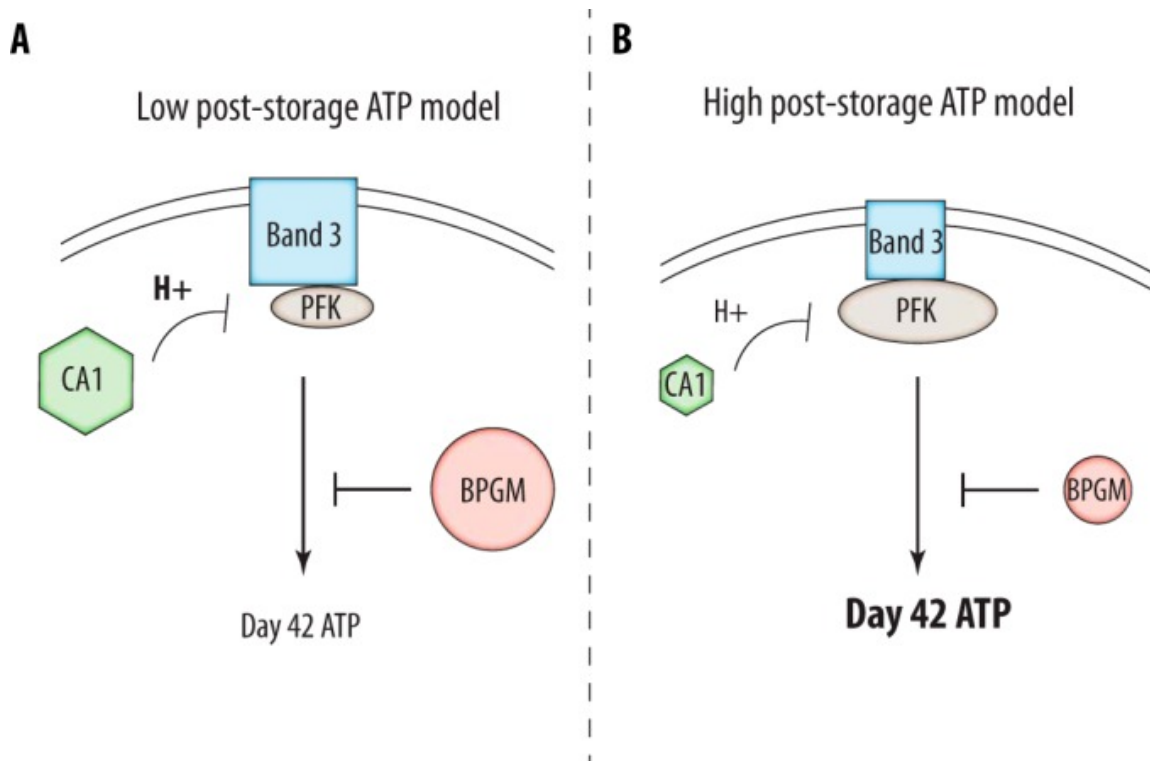 A
Low post-storage ATP model
Band 3
H+
PFK
CA1
BPGM
Day 42 ATP
B
High post-storage ATP model
Band 3
H+
PFK
CA1
BPGM
Day 42 ATP